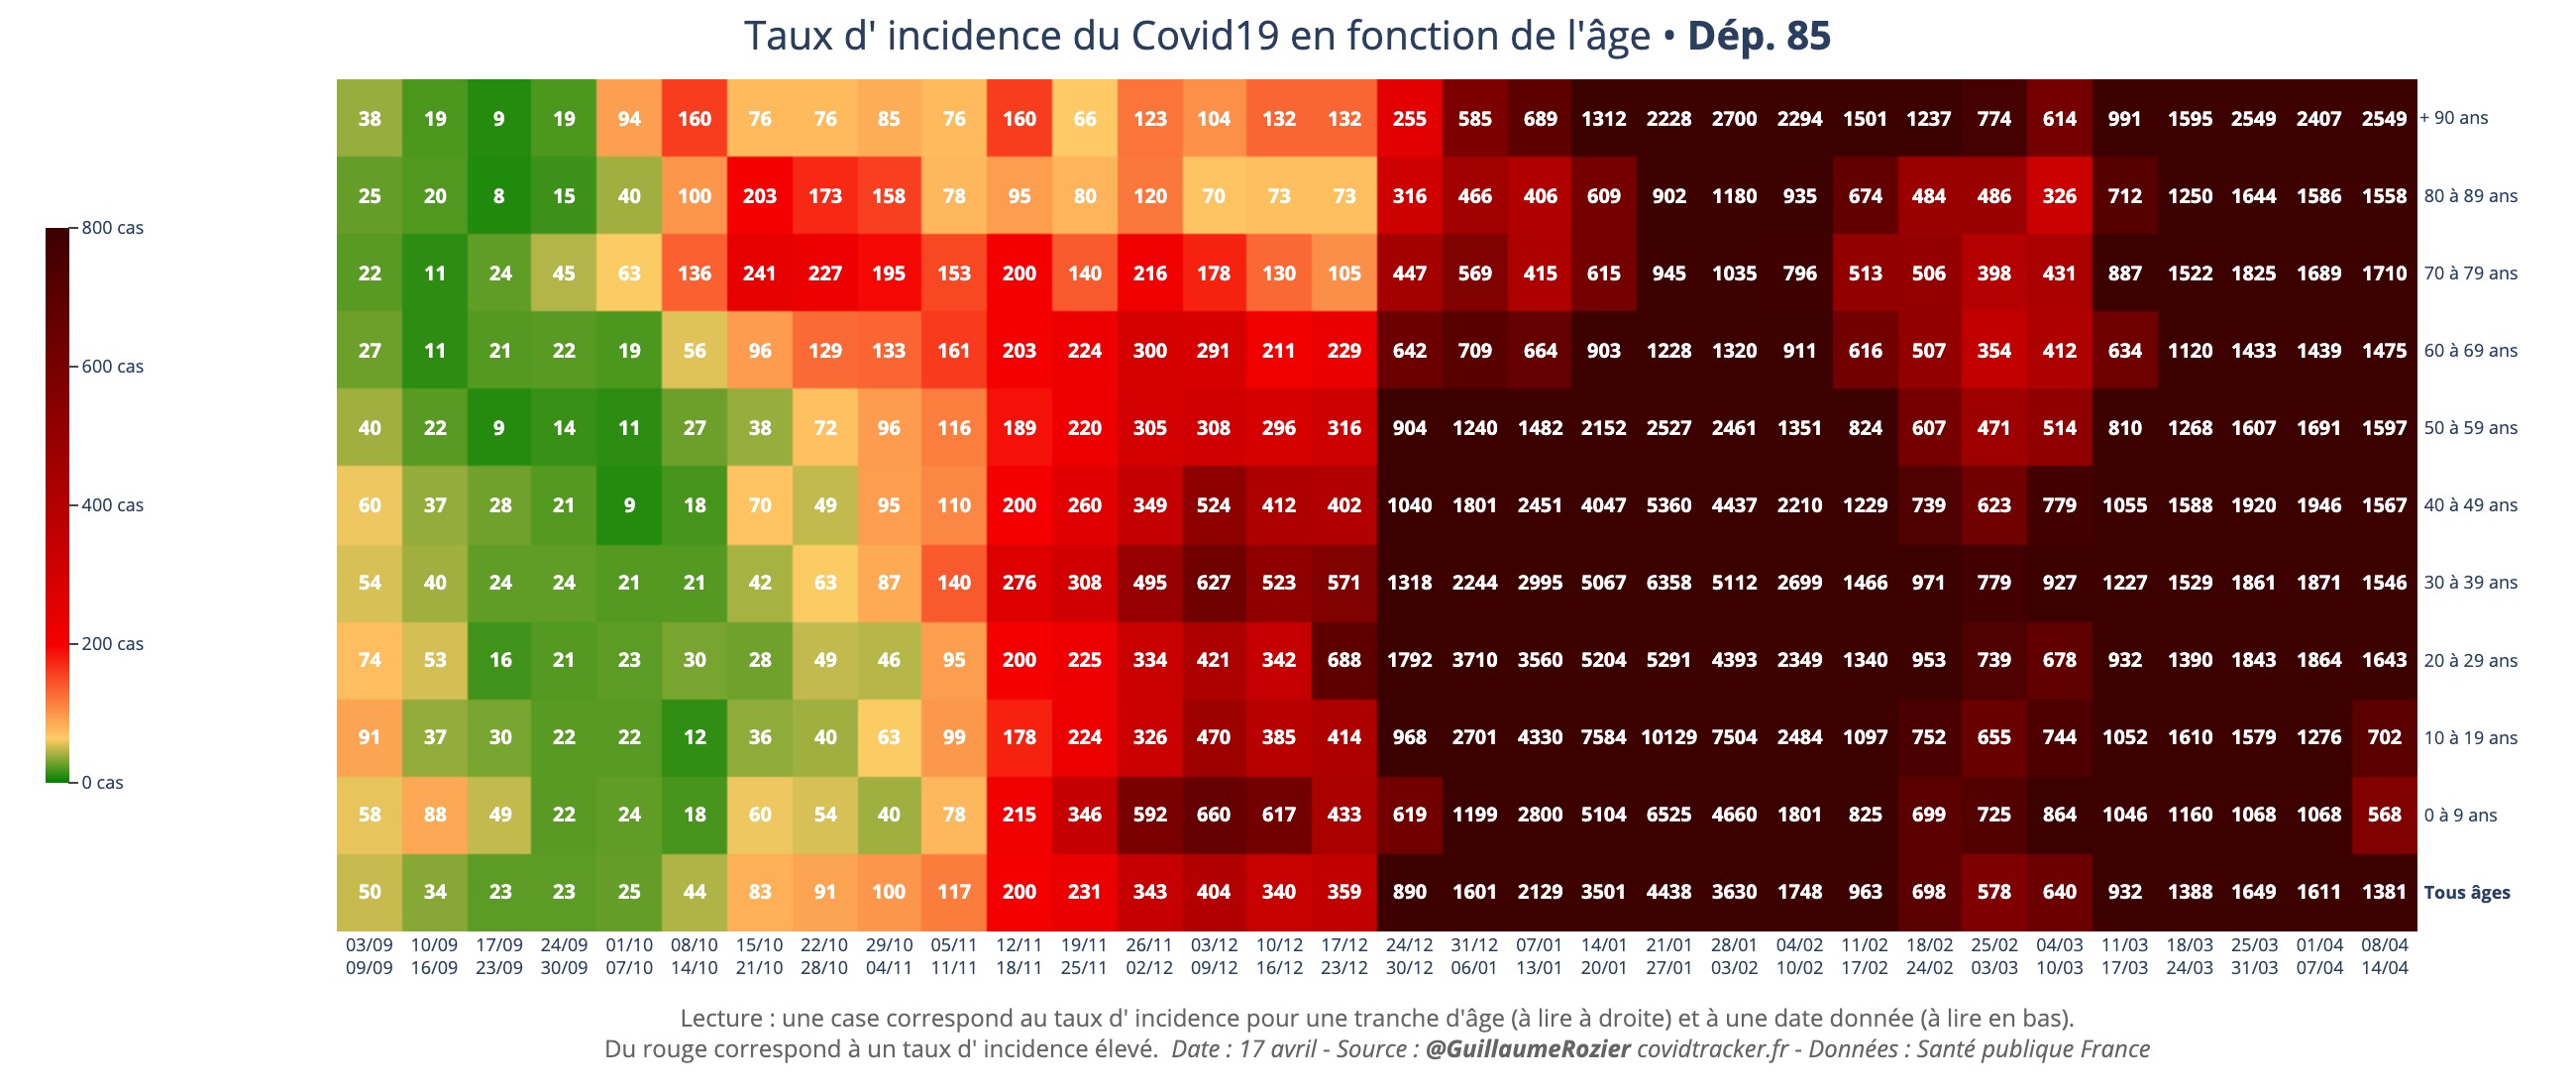 Taux d' incidence du Covid19 en fonction de l'âge • Dép. 85
800 cas
600 cas
400 cas
200 cas
0 cas
38 19 9 19 94 160 76 76 85 76 160 66 123 104 132 132 255 585 689 1312 2228 2700 2294 1501 1237 774 614 991 1595 2549 2407 2549 + 90 ans
25 20 8 15 40 100 203 173 158 78 95 80 120 70 73 73 316 466 406 609 902 1180 935 674 484 486 326 712 1250 1644 1586 1558 80 à 89 ans
22 11 24 45 63 136 241 227 195 153 200 140 216 178 130 105 447 569 415 615 945 1035 796 513 506 398 431 887 1522 1825 1689 1710 70 à 79 ans
27 11 21 22 19 56 96 129 133 161 203 224 300 291 211 229 642 709 664 903 1228 1320 911 616 507 354 412 634 1120 1433 1439 1475 60 à 69 ans
40 22 9 14 11 27 38 72 96 116 189 220 305 308 296 316 904 1240 1482 2152 2527 2461 1351 824 607 471 514 810 1268 1607 1691 1597 50 à 59 ans
60 37 28 21 9 18 70 49 95 110 200 260 349 524 412 402 1040 1801 2451 4047 5360 4437 2210 1229 739 623 779 1055 1588 1920 1946 1567 40 à 49 ans
54 40 24 24 21 21 42 63 87 140 276 308 495 627 523 571 1318 2244 2995 5067 6358 5112 2699 1466 971 779 927 1227 1529 1861 1871 1546 30 à 39 ans
74 53 16 21 23 30 28 49 46 95 200 225 334 421 342 688 1792 3710 3560 5204 5291 4393 2349 1340 953 739 678 932 1390 1843 1864 1643 20 à 29 ans
91 37 30 22 22 12 36 40 63 99 178 224 326 470 385 414 968 2701 4330 7584 10129 7504 2484 1097 752 655 744 1052 1610 1579 1276 702 10 à 19 ans
58 88 49 22 24 18 60 54 40 78 215 346 592 660 617 433 619 1199 2800 5104 6525 4660 1801 825 699 725 864 1046 1160 1068 1068 568 0 à 9 ans
50 34 23 23 25 44 83 91 100 117 200 231 343 404 340 359 890 1601 2129 3501 4438 3630 1748 963 698 578 640 932 1388 1649 1611 1381 Tous âges
03/09 10/09 17/09 24/09 01/10 08/10 15/10 22/10 29/10 05/11 12/11 19/11 26/11 03/12 10/12 17/12 24/12 31/12 07/01 14/01 21/01 28/01 04/02 11/02 18/02 25/02 04/03 11/03 18/03 25/03 01/04 08/04
09/09 16/09 23/09 30/09 07/10 14/10 21/10 28/10 04/11 11/11 18/11 25/11 02/12 09/12 16/12 23/12 30/12 06/01 13/01 20/01 27/01 03/02 10/02 17/02 24/02 03/03 10/03 17/03 24/03 31/03 07/04 14/04
Lecture : une case correspond au taux d' incidence pour une tranche d'âge (à lire à droite) et à une date donnée (à lire en bas).
Du rouge correspond à un taux d' incidence élevé. Date : 17 avril - Source : @GuillaumeRozier covidtracker.fr - Données : Santé publique France